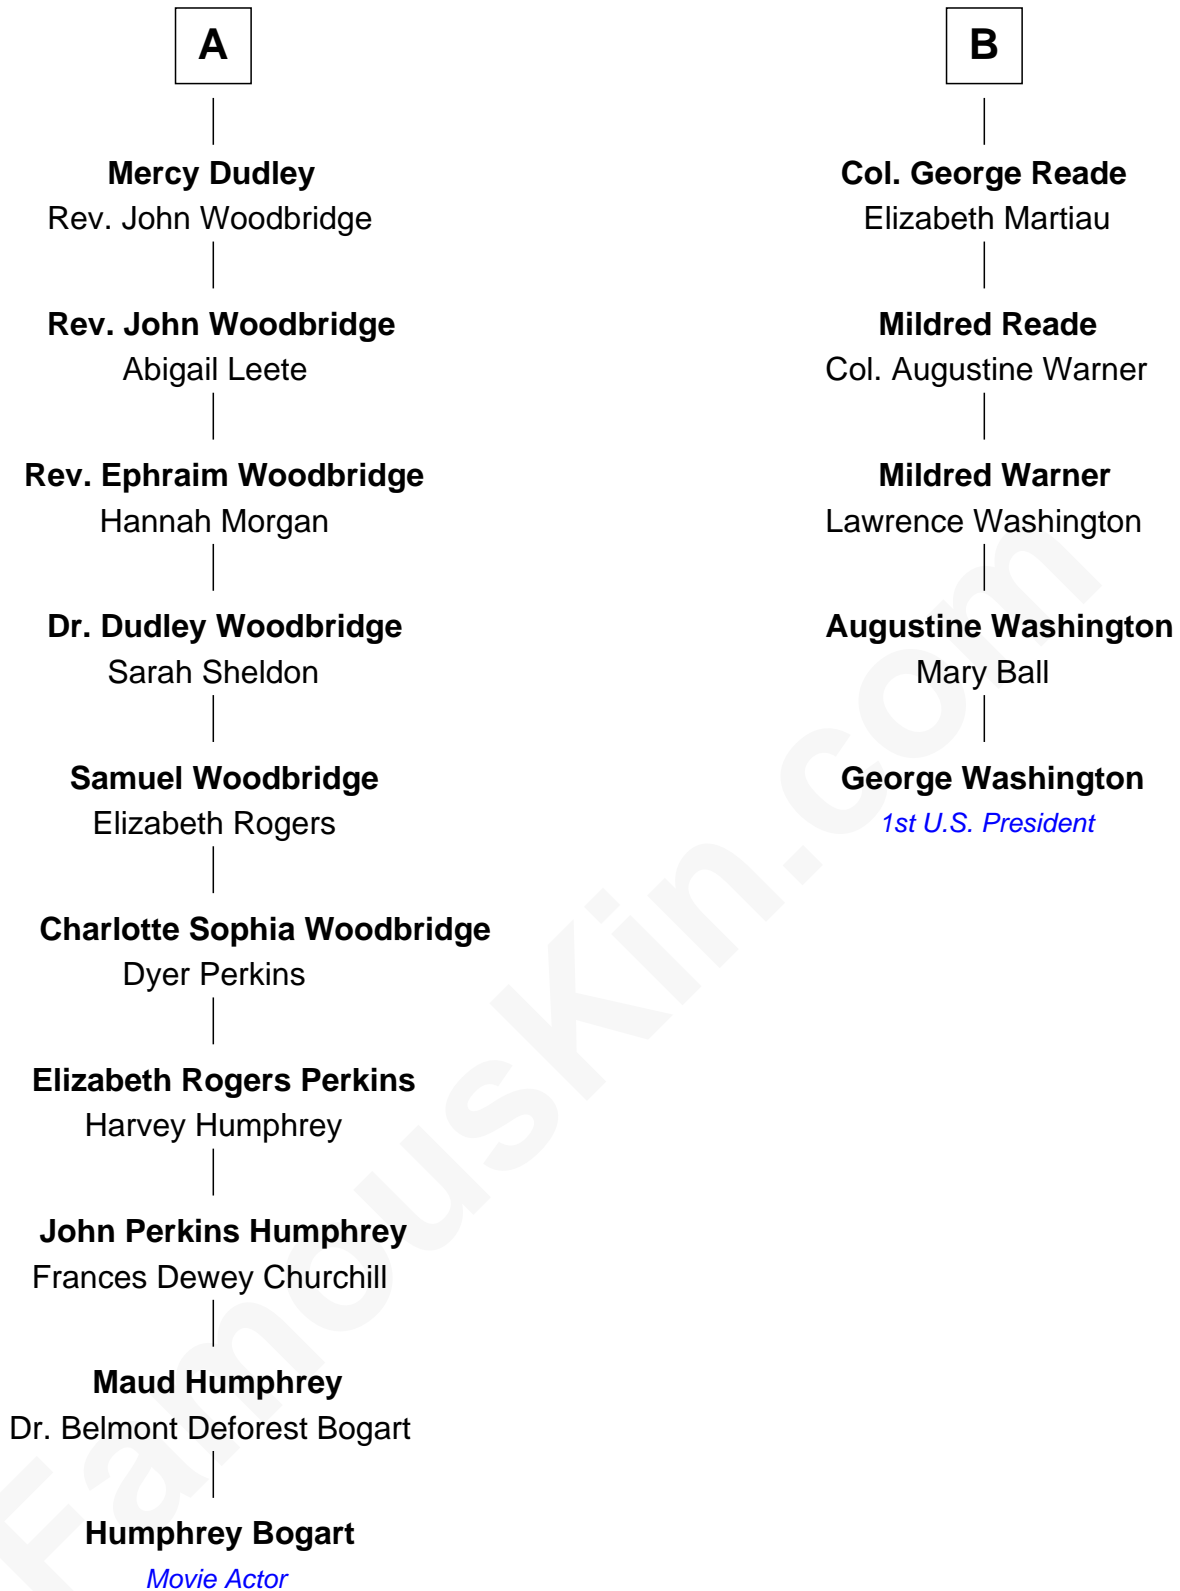 A
Mercy Dudley
Rev. John Woodbridge
Rev. John Woodbridge
Abigail Leete
Rev. Ephraim Woodbridge
Hannah Morgan
Dr. Dudley Woodbridge
Sarah Sheldon
Samuel Woodbridge
Elizabeth Rogers
Charlotte Sophia Woodbridge
Dyer Perkins
Elizabeth Rogers Perkins
Harvey Humphrey
John Perkins Humphrey
Frances Dewey Churchill
Maud Humphrey
Dr. Belmont Deforest Bogart
Humphrey Bogart
Movie Actor
B
Col. George Reade
Elizabeth Martiau
Mildred Reade
Col. Augustine Warner
Mildred Warner
Lawrence Washington
Augustine Washington
Mary Ball
George Washington
1st U.S. President
FamousKin.com